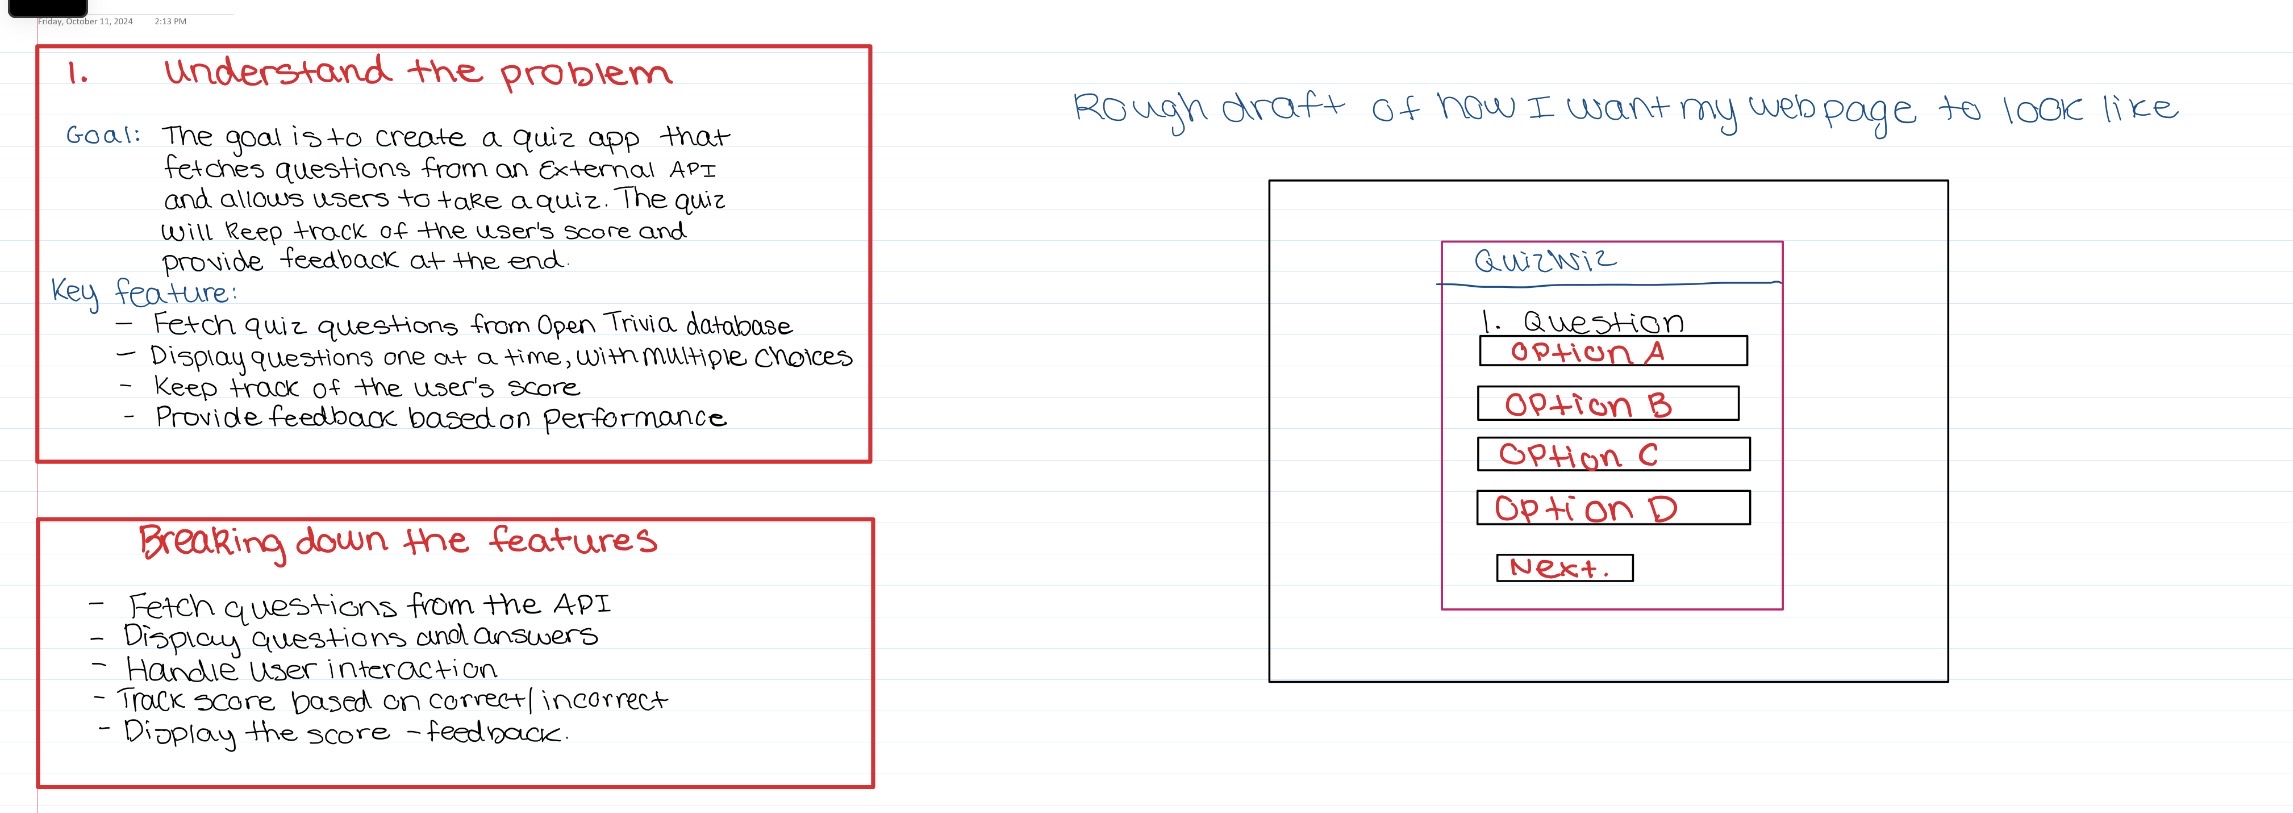 Friday, October 11, 2024 2:13 PM
1. Understand the problem
Goal: The goal is to create a quiz app that
fetches questions from an External API
and allows users to take a quiz. The quiz
will keep track of the user's score and
provide feedback at the end.
Key feature:
- Fetch quiz questions from Open Trivia database
- Display questions one at a time, with multiple choices
- Keep track of the user's score
- Provide feedback based on performance
Breaking down the features
- Fetch questions from the API
- Display questions and answers
- Handle user interaction
- Track score based on correct/incorrect
- Display the score - feedback.
Rough draft of how I want my webpage to look like
QuizWiz
1. Question
Option A
Option B
Option C
Option D
Next.